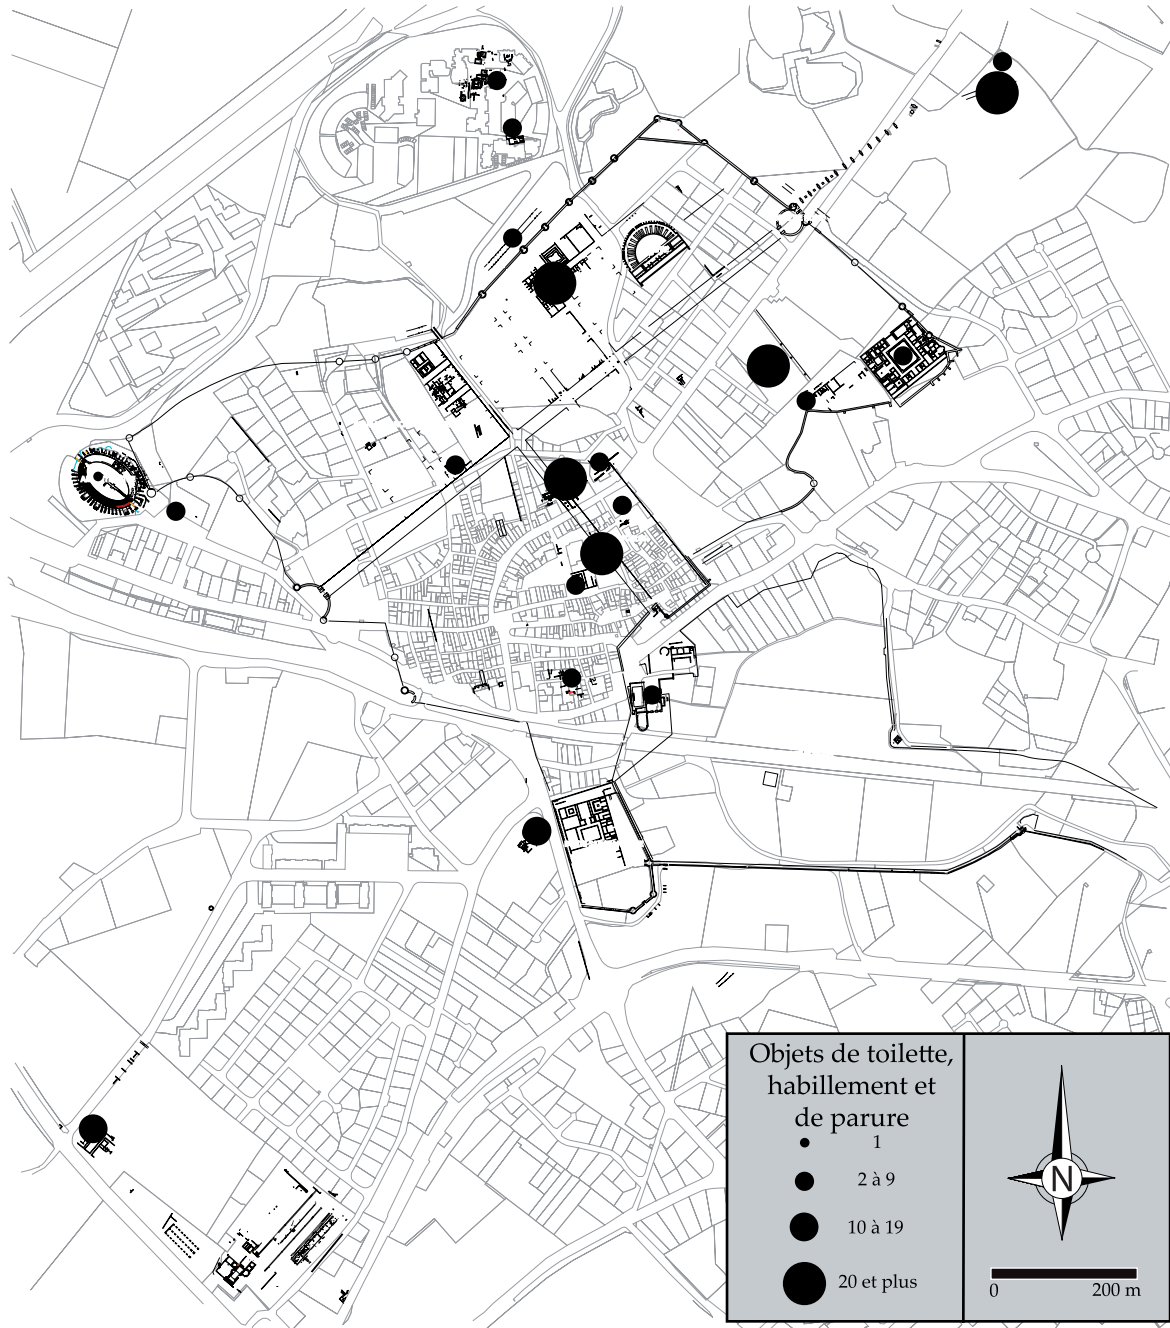 Objets de toilette,
habillement et
de parure
1
2 à 9
10 à 19
20 et plus
N
0 200 m